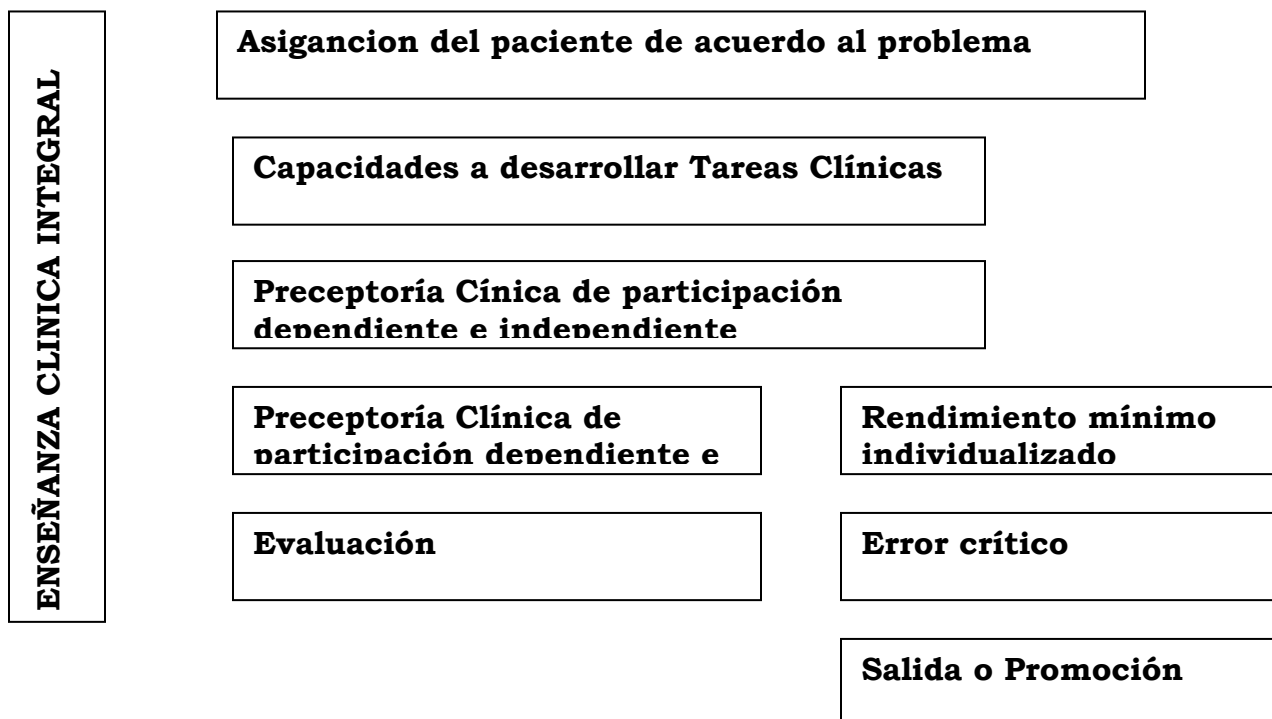 ENSEÑANZA CLINICA INTEGRAL
Asigancion del paciente de acuerdo al problema
Capacidades a desarrollar Tareas Clínicas
Preceptoría Cínica de participación
dependiente e independiente
Preceptoría Clínica de
participación dependiente e
Rendimiento mínimo
individualizado
Evaluación
Error crítico
Salida o Promoción